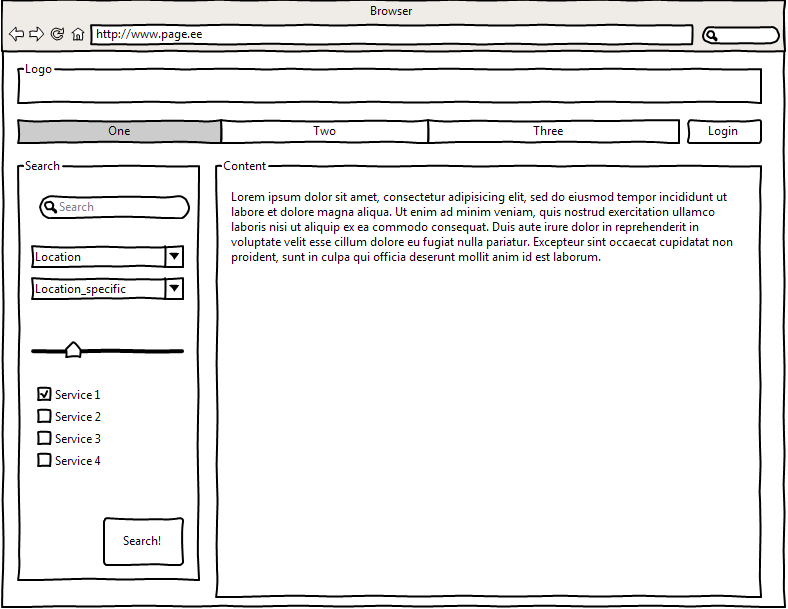 Browser
http://www.page.ee
Logo
One
Two
Three
Login
Search
Search
Location
Location_specific
Service 1
Service 2
Service 3
Service 4
Search!
Content
Lorem ipsum dolor sit amet, consectetur adipisicing elit, sed do eiusmod tempor incididunt ut
labore et dolore magna aliqua. Ut enim ad minim veniam, quis nostrud exercitation ullamco
laboris nisi ut aliquip ex ea commodo consequat. Duis aute irure dolor in reprehenderit in
voluptate velit esse cillum dolore eu fugiat nulla pariatur. Excepteur sint occaecat cupidatat non
proident, sunt in culpa qui officia deserunt mollit anim id est laborum.